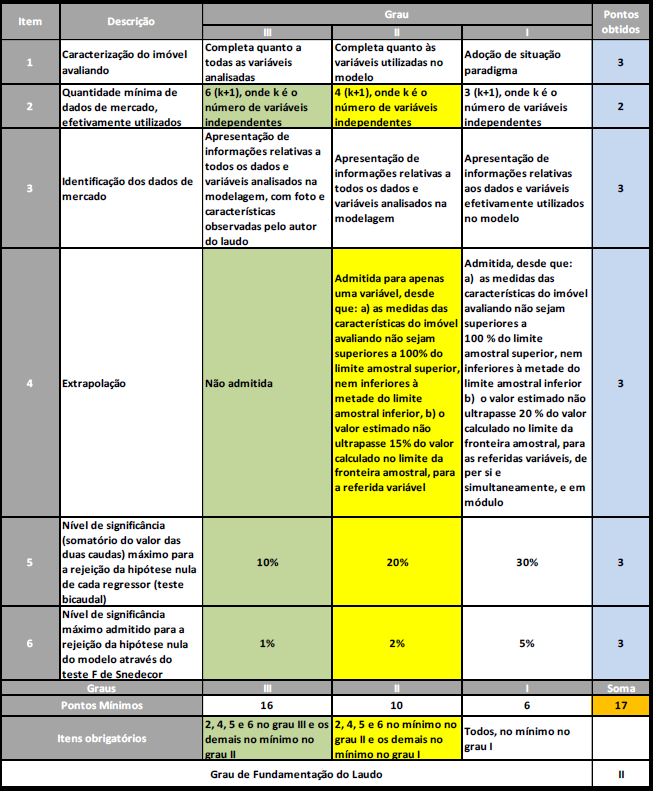 Item
Descrição
Grau
Pontos
obtidos
III
II
I
1
Caracterização do imóvel
avaliando
Completa quanto a
todas as variáveis
analisadas
Completa quanto às
variáveis utilizadas no
modelo
Adoção de situação
paradigma
3
2
Quantidade mínima de
dados de mercado,
efetivamente utilizados
6 (k+1), onde k é o
número de variáveis
independentes
4 (k+1), onde k é o
número de variáveis
independentes
3 (k+1), onde k é o
número de variáveis
independentes
2
3
Identificação dos dados de
mercado
Apresentação de
informações relativas a
todos os dados e
variáveis analisados na
modelagem, com foto e
características
observadas pelo autor
do laudo
Apresentação de
informações relativas a
todos os dados e
variáveis analisados na
modelagem
Apresentação de
informações relativas
aos dados e variáveis
efetivamente utilizados
no modelo
3
4
Extrapolação
Não admitida
Admitida para apenas
uma variável, desde
que: a) as medidas das
características do imóvel
avaliando não sejam
superiores a 100% do
limite amostral superior,
nem inferiores à
metade do limite
amostral inferior, b) o
valor estimado não
ultrapasse 15% do valor
calculado no limite da
fronteira amostral, para
a referida variável
Admitida, desde que:
a) as medidas das
características do imóvel
avaliando não sejam
superiores a
100 % do limite
amostral superior, nem
inferiores à metade do
limite amostral inferior
b) o valor estimado não
ultrapasse 20 % do valor
calculado no limite da
fronteira amostral, para
as referidas variáveis, de
per si e
simultaneamente, e em
módulo
3
5
Nível de significância
(somatório do valor das
duas caudas) máximo para
a rejeição da hipótese nula
de cada regressor (teste
bicaudal)
10%
20%
30%
3
6
Nível de significância
máximo admitido para a
rejeição da hipótese nula
do modelo através do
teste F de Snedecor
1%
2%
5%
3
Graus
III
II
I
Soma
Pontos Mínimos
16
10
6
17
Itens obrigatórios
2, 4, 5 e 6 no grau III e os
demais no mínimo no
grau II
2, 4, 5 e 6 no mínimo no
grau II e os demais no
mínimo no grau I
Todos, no mínimo no
grau I
Grau de Fundamentação do Laudo
II